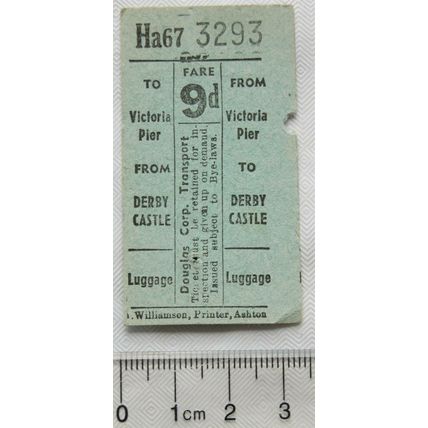 Ha67 3293
TO
Victoria
Pier
FROM
DERBY
CASTLE
Luggage
FARE
9d
Douglas Corp. Transport
Ticket must be retained for in-
spection and given up on demand.
Issued subject to Bye-laws.
FROM
Victoria
Pier
TO
DERBY
CASTLE
Luggage
Williamson, Printer, Ashton
0 1cm 2 3